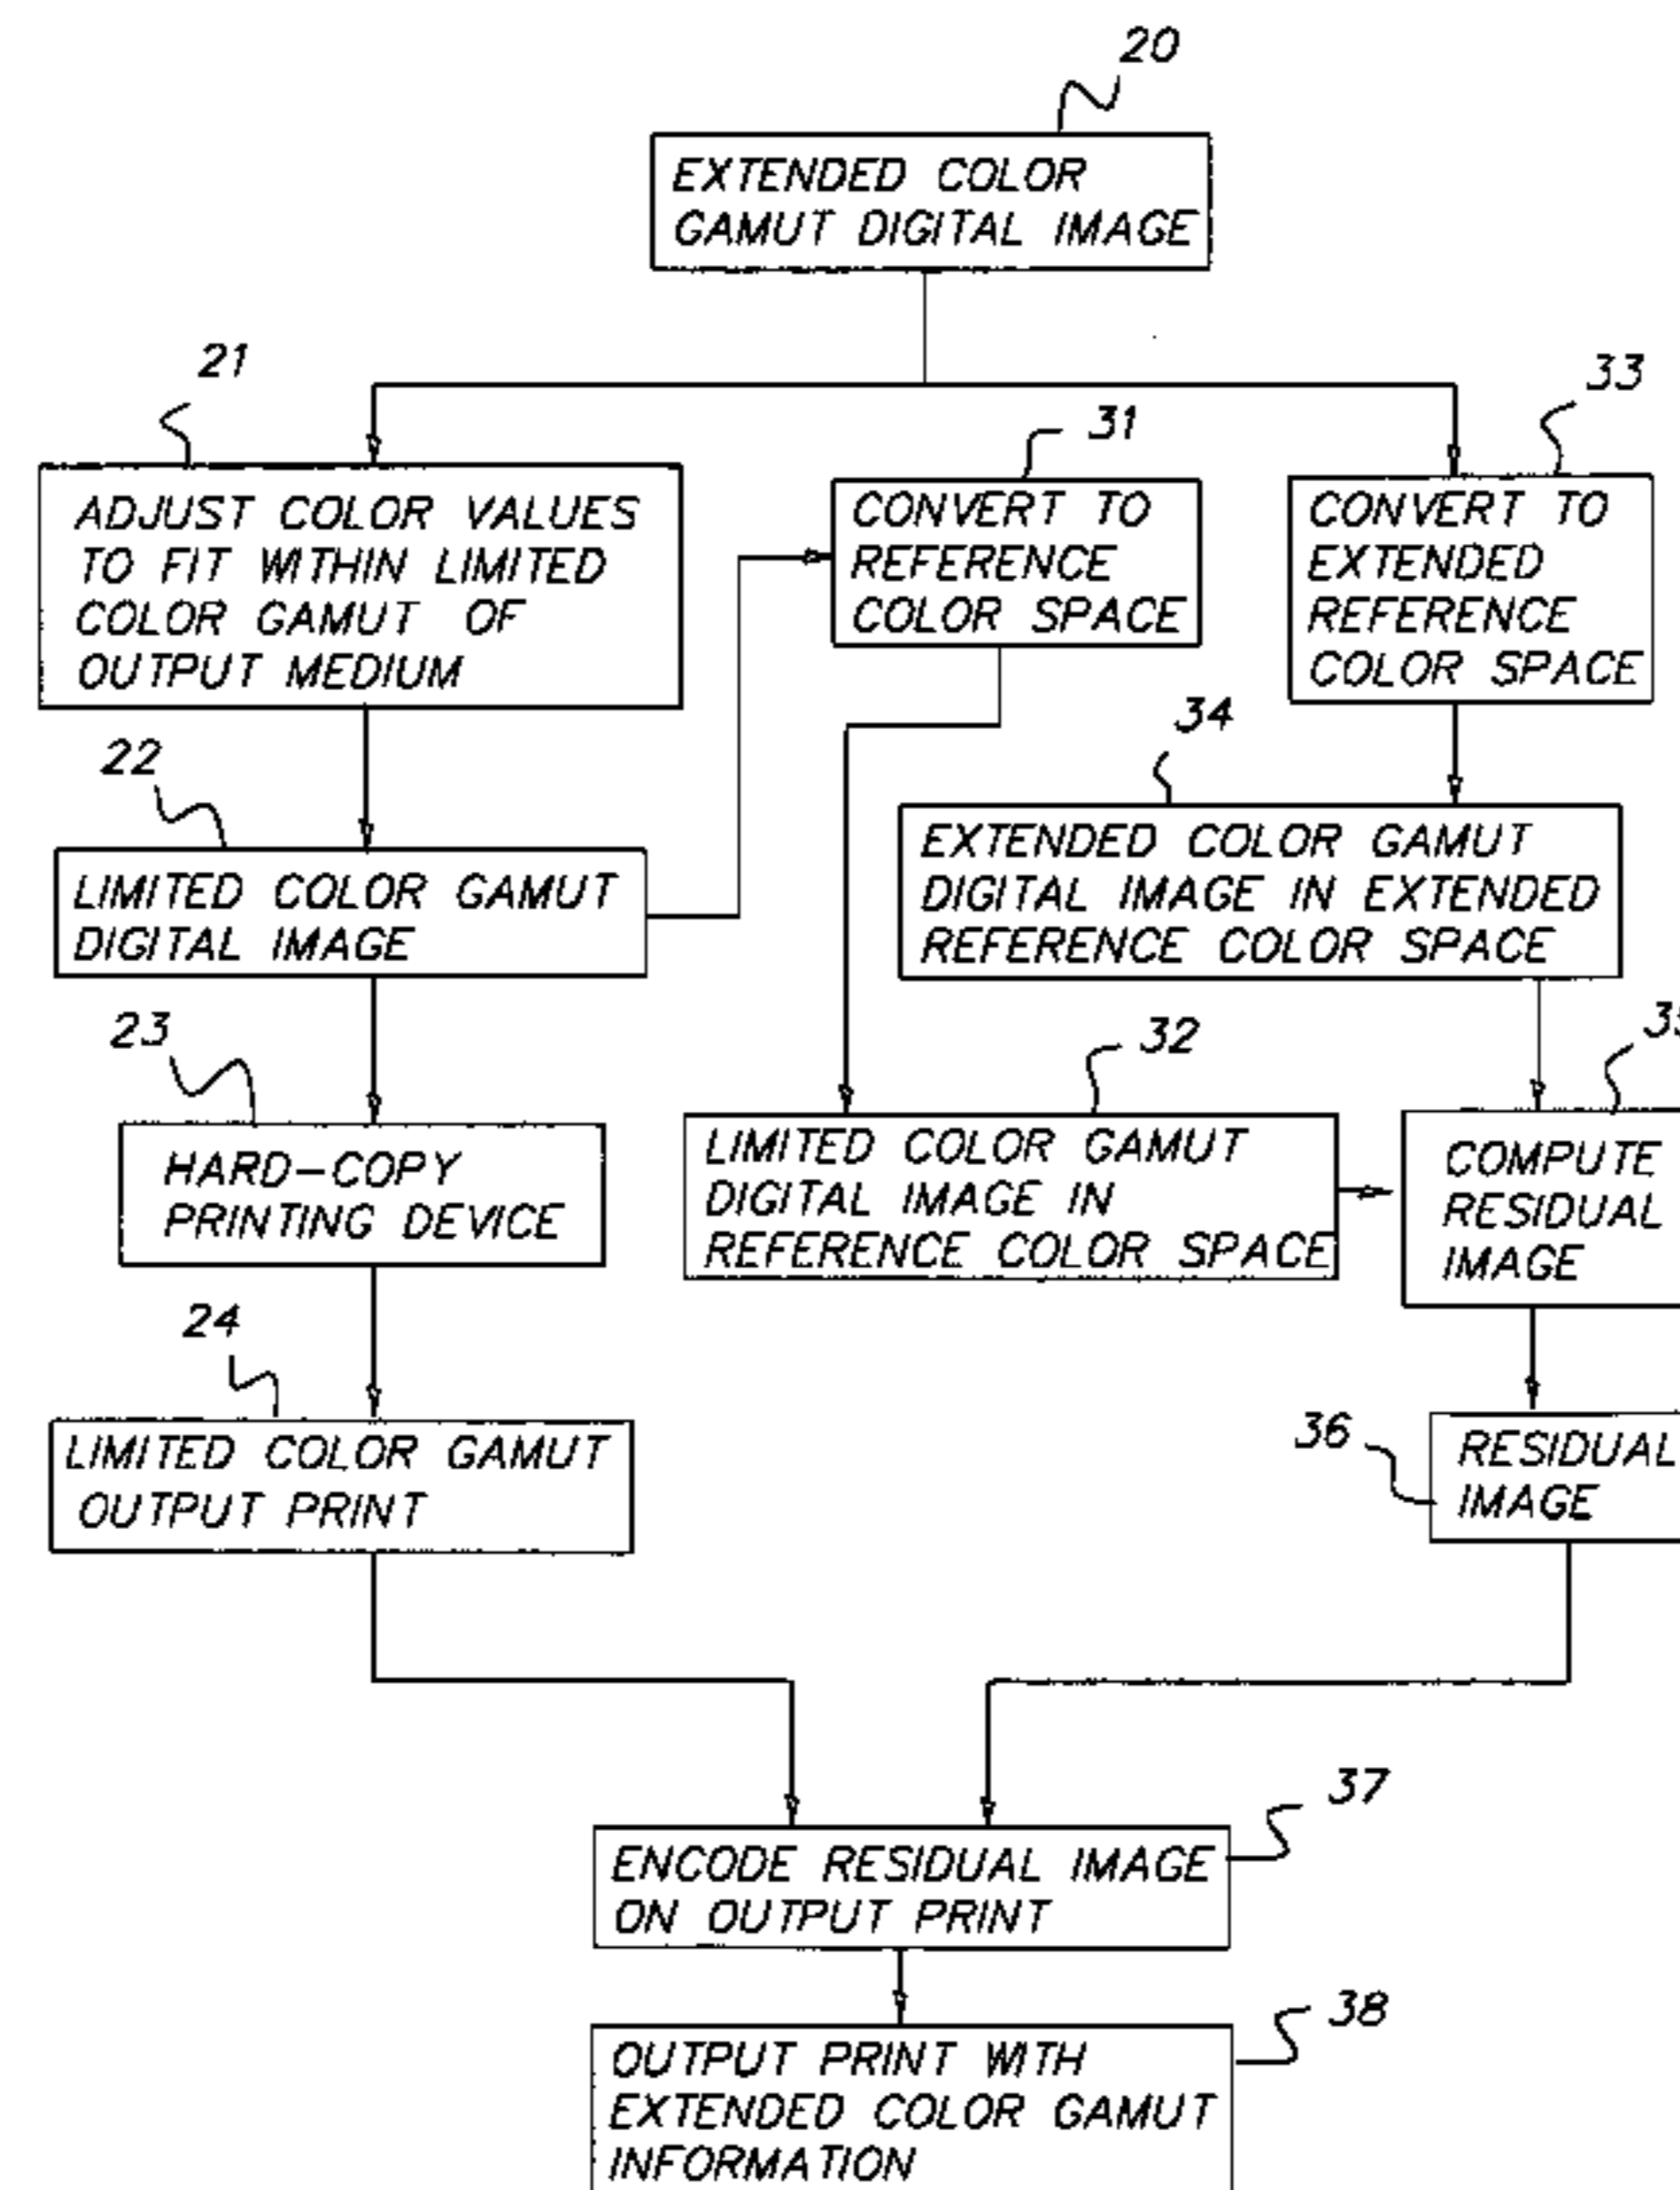 20
EXTENDED COLOR
GAMUT DIGITAL IMAGE
21
ADJUST COLOR VALUES
TO FIT WITHIN LIMITED
COLOR GAMUT OF
OUTPUT MEDIUM
31
CONVERT TO
REFERENCE
COLOR SPACE
33
CONVERT TO
EXTENDED
REFERENCE
COLOR SPACE
22
LIMITED COLOR GAMUT
DIGITAL IMAGE
34
EXTENDED COLOR GAMUT
DIGITAL IMAGE IN EXTENDED
REFERENCE COLOR SPACE
23
HARD-COPY
PRINTING DEVICE
32
LIMITED COLOR GAMUT
DIGITAL IMAGE IN
REFERENCE COLOR SPACE
COMPUTE
RESIDUAL
IMAGE
24
LIMITED COLOR GAMUT
OUTPUT PRINT
36
RESIDUAL
IMAGE
37
ENCODE RESIDUAL IMAGE
ON OUTPUT PRINT
38
OUTPUT PRINT WITH
EXTENDED COLOR GAMUT
INFORMATION